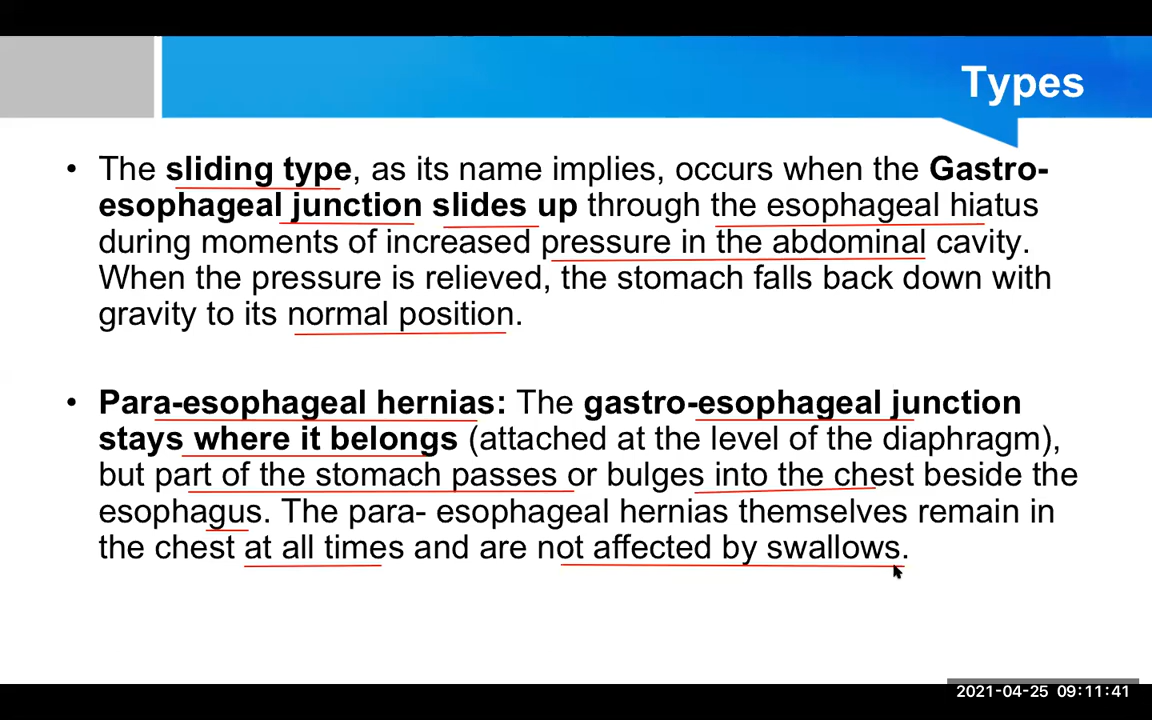 Types
• The sliding type, as its name implies, occurs when the Gastro-
esophageal junction slides up through the esophageal hiatus
during moments of increased pressure in the abdominal cavity.
When the pressure is relieved, the stomach falls back down with
gravity to its normal position.
• Para-esophageal hernias: The gastro-esophageal junction
stays where it belongs (attached at the level of the diaphragm),
but part of the stomach passes or bulges into the chest beside the
esophagus. The para- esophageal hernias themselves remain in
the chest at all times and are not affected by swallows.
2021-04-25 09:11:41